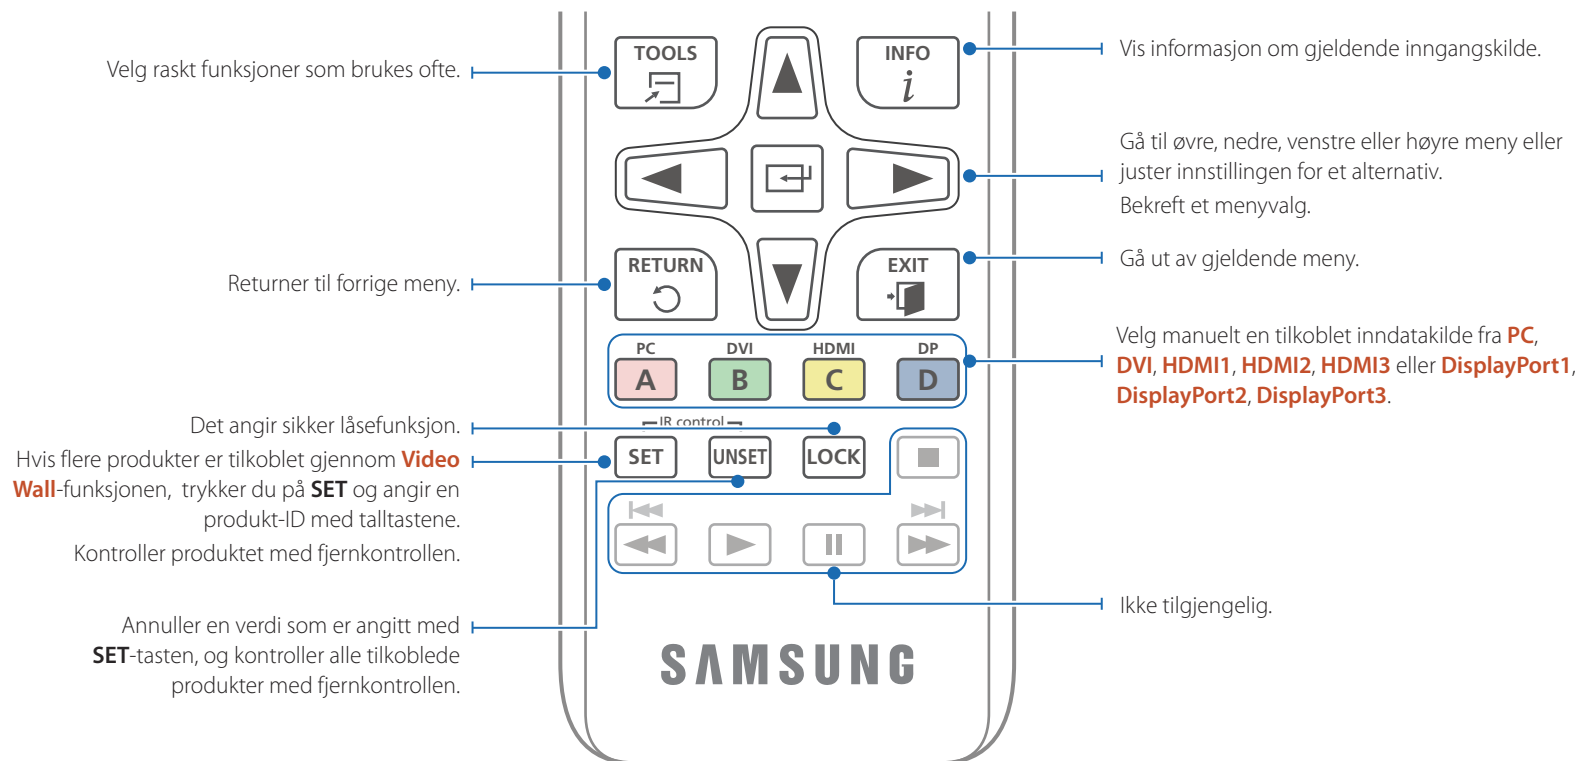 TOOLS
INFO
i
Velg raskt funksjoner som brukes ofte.
Vis informasjon om gjeldende inngangskilde.
Gå til øvre, nedre, venstre eller høyre meny eller
juster innstillingen for et alternativ.
Bekreft et menyvalg.
RETURN
EXIT
Returner til forrige meny.
Gå ut av gjeldende meny.
PC
DVI
HDMI
DP
A
B
C
D
Velg manuelt en tilkoblet inndatakilde fra PC,
DVI, HDMI1, HDMI2, HDMI3 eller DisplayPort1,
DisplayPort2, DisplayPort3.
IR control
SET
UNSET
LOCK
Det angir sikker låsefunksjon.
Hvis flere produkter er tilkoblet gjennom Video
Wall-funksjonen, trykker du på SET og angir en
produkt-ID med talltastene.
Kontroller produktet med fjernkontrollen.
Ikke tilgjengelig.
Annuller en verdi som er angitt med
SET-tasten, og kontroller alle tilkoblede
produkter med fjernkontrollen.
SAMSUNG